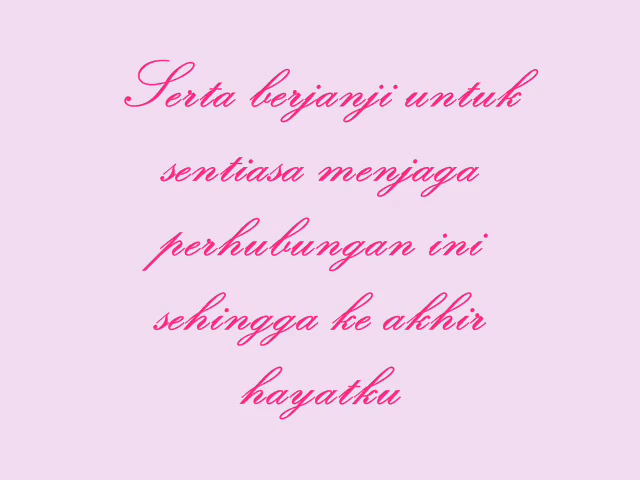 Serta berjanji untuk
sentiasa menjaga
perhubungan ini
sehingga ke akhir
hayatku